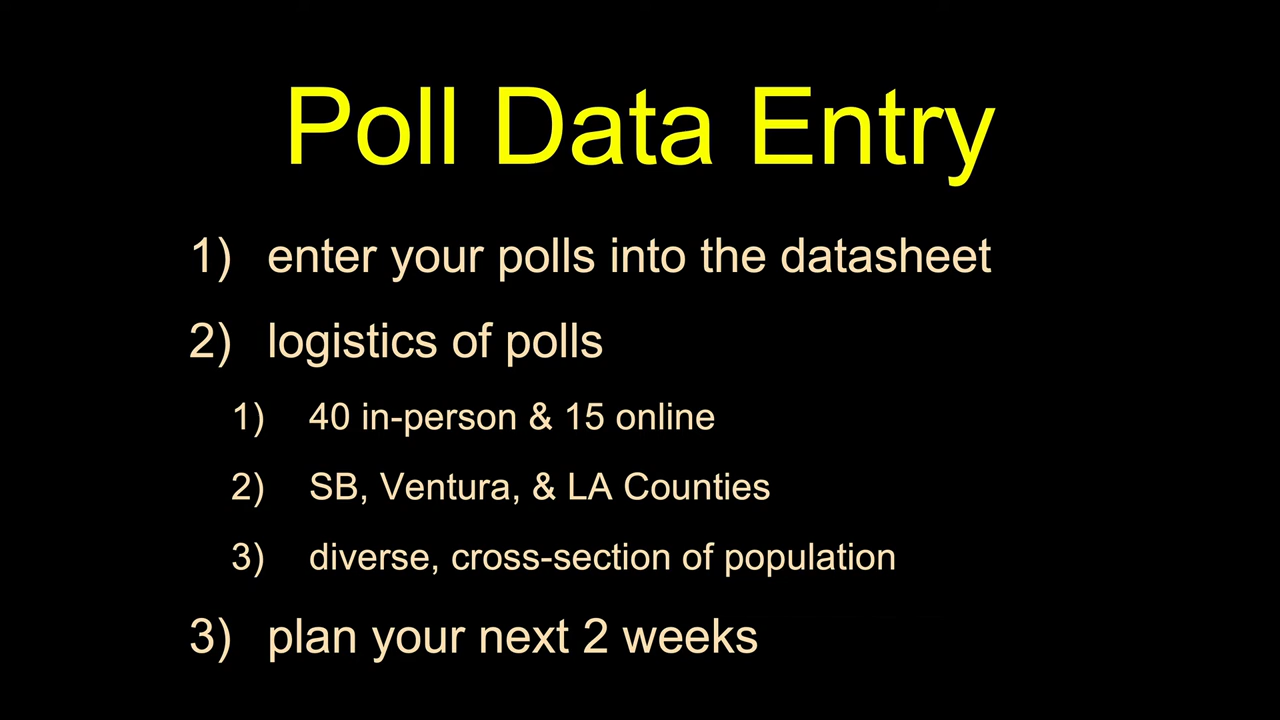 Poll Data Entry
1) enter your polls into the datasheet
2) logistics of polls
1) 40 in-person & 15 online
2) SB, Ventura, & LA Counties
3) diverse, cross-section of population
3) plan your next 2 weeks